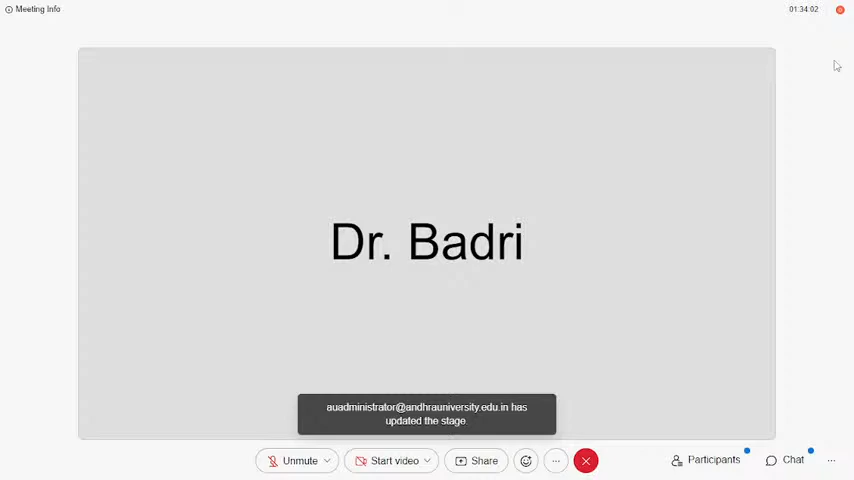 Meeting Info
01:34:02
Dr. Badri
auadministrator@andhrauniversity.edu.in has
updated the stage
Unmute
Start video
Share
Participants
Chat